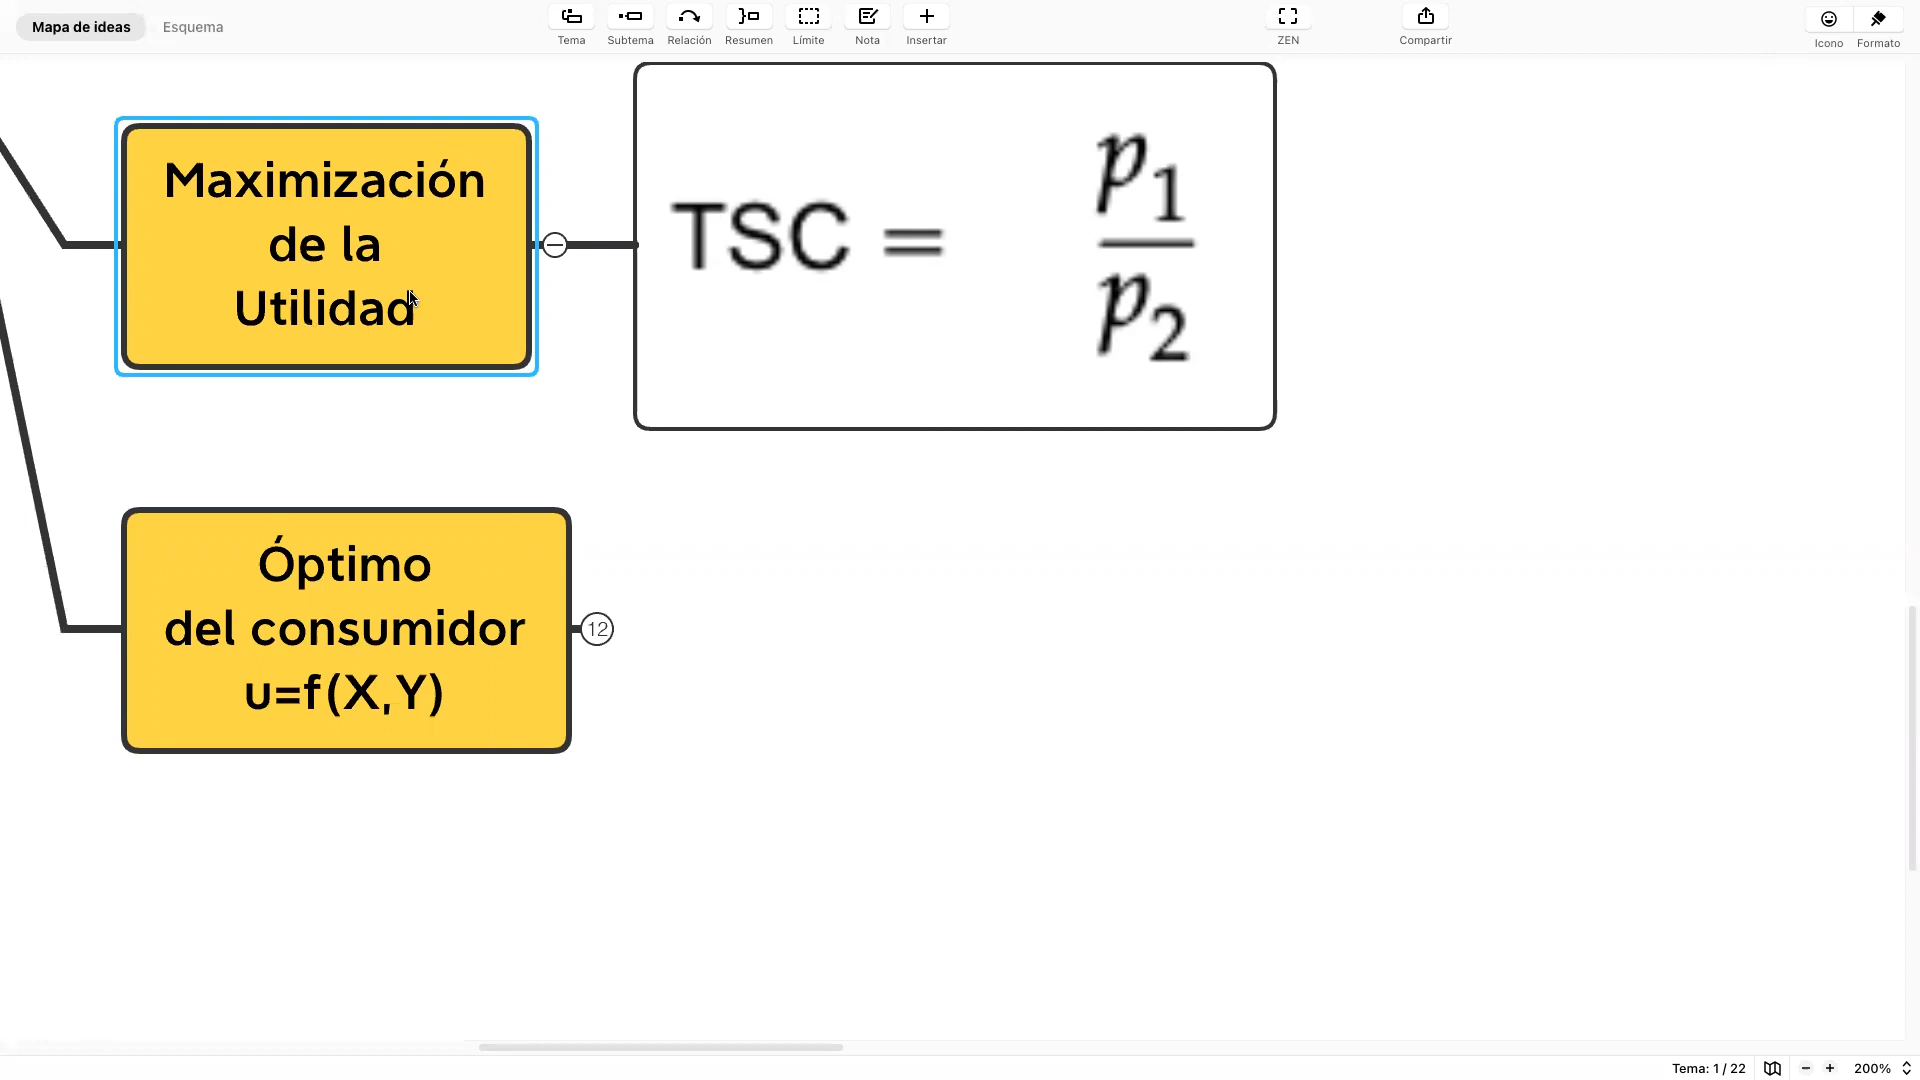 Mapa de ideas
Esquema
Tema
Subtema
Relación
Resumen
Límite
Nota
Insertar
ZEN
Compartir
Icono
Formato
Maximización
de la
Utilidad
TSC = p₁/p₂
Óptimo
del consumidor
u=f(X,Y)
12
Tema: 1 / 22
200%